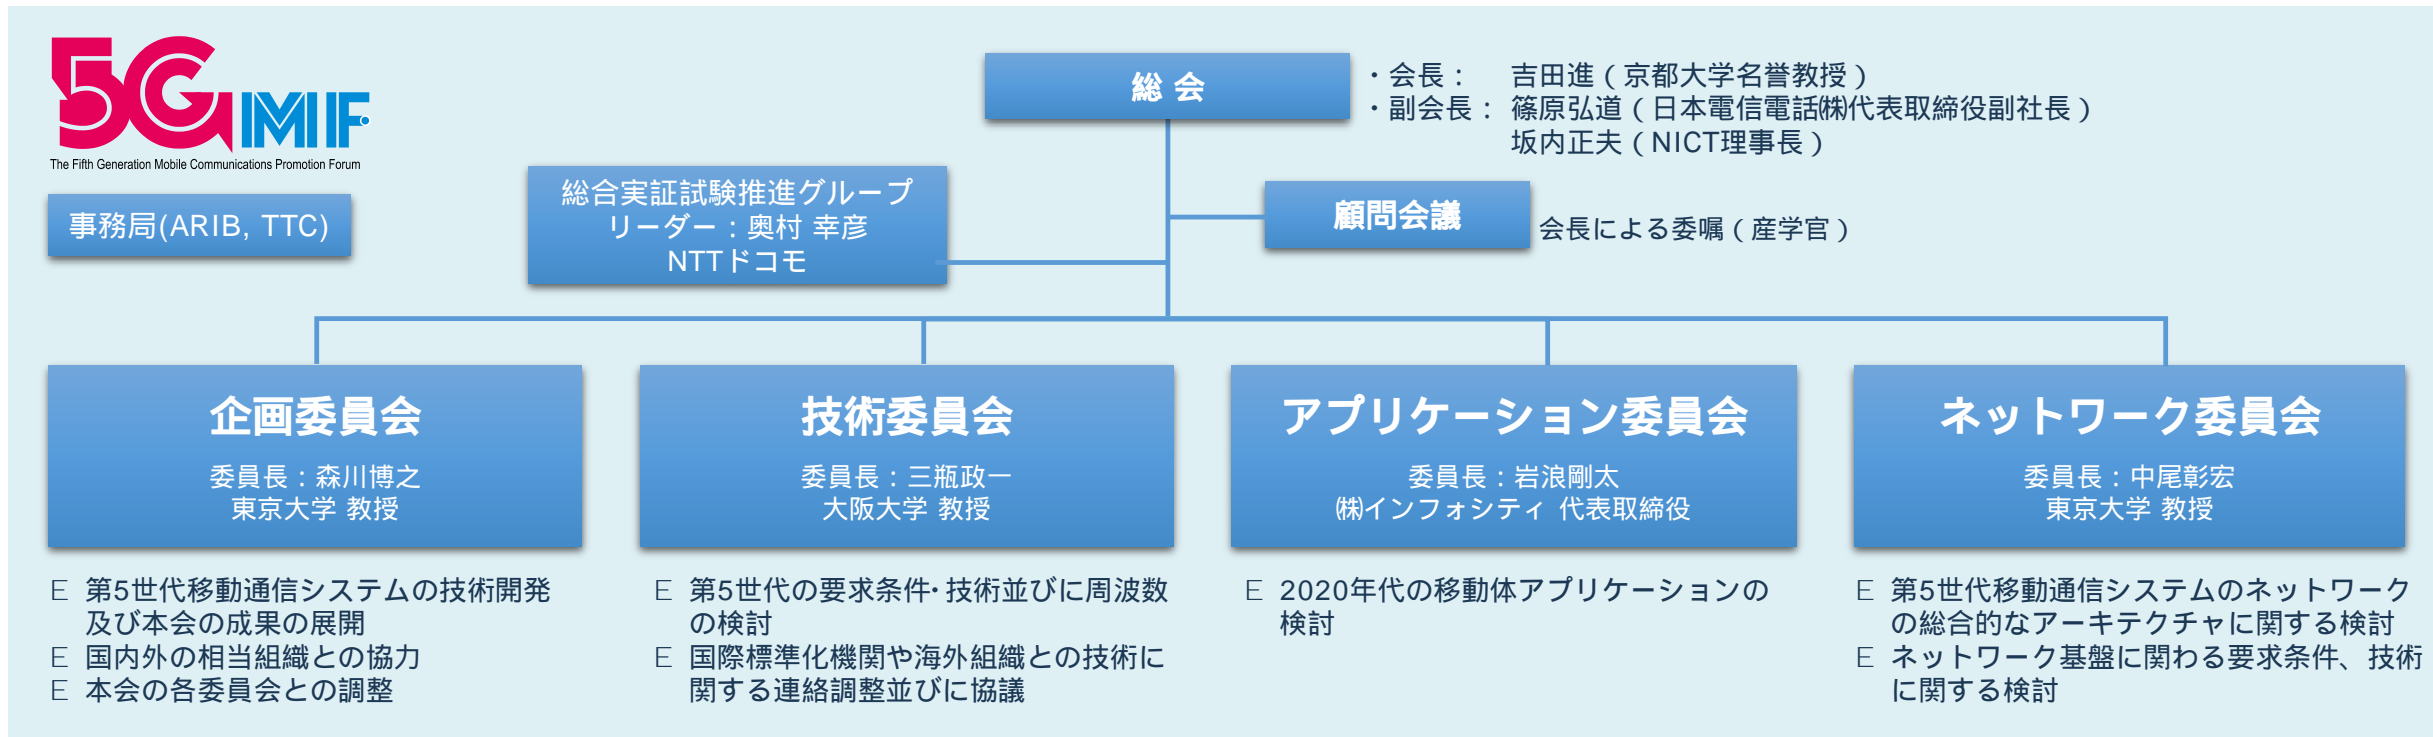 5GMF
The Fifth Generation Mobile Communications Promotion Forum
事務局(ARIB, TTC)
総 会
・会長： 吉田進（京都大学名誉教授）
・副会長： 篠原弘道（日本電信電話㈱代表取締役副社長）
坂内正夫（NICT理事長）
総合実証試験推進グループ
リーダー：奥村 幸彦
NTTドコモ
顧問会議
会長による委嘱（産学官）
企画委員会
委員長：森川博之
東京大学 教授
E 第5世代移動通信システムの技術開発
及び本会の成果の展開
E 国内外の相当組織との協力
E 本会の各委員会との調整
技術委員会
委員長：三瓶政一
大阪大学 教授
E 第5世代の要求条件・技術並びに周波数
の検討
E 国際標準化機関や海外組織との技術に
関する連絡調整並びに協議
アプリケーション委員会
委員長：岩浪剛太
㈱インフォシティ 代表取締役
E 2020年代の移動体アプリケーションの
検討
ネットワーク委員会
委員長：中尾彰宏
東京大学 教授
E 第5世代移動通信システムのネットワーク
の総合的なアーキテクチャに関する検討
E ネットワーク基盤に関わる要求条件、技術
に関する検討